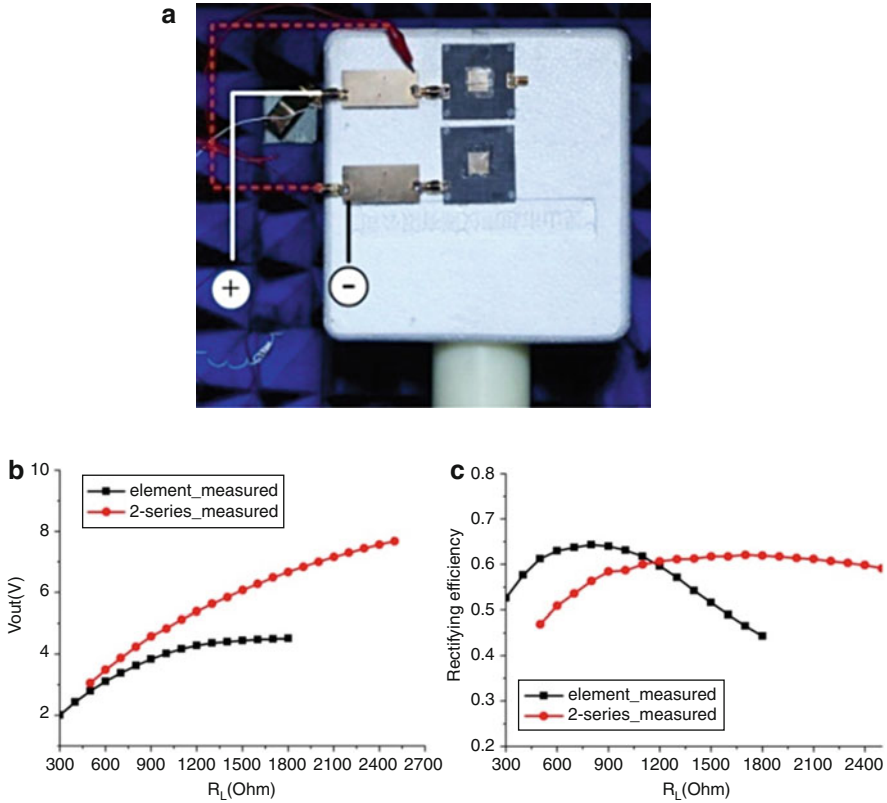 a
+
-
b
10
8
6
4
2
Vout(V)
element_measured
2-series_measured
300 600 900 1200 1500 1800 2100 2400 2700
R_L(Ohm)
c
0.8
0.7
0.6
0.5
0.4
0.3
0.2
Rectifying efficiency
element_measured
2-series_measured
300 600 900 1200 1500 1800 2100 2400
R_L(Ohm)